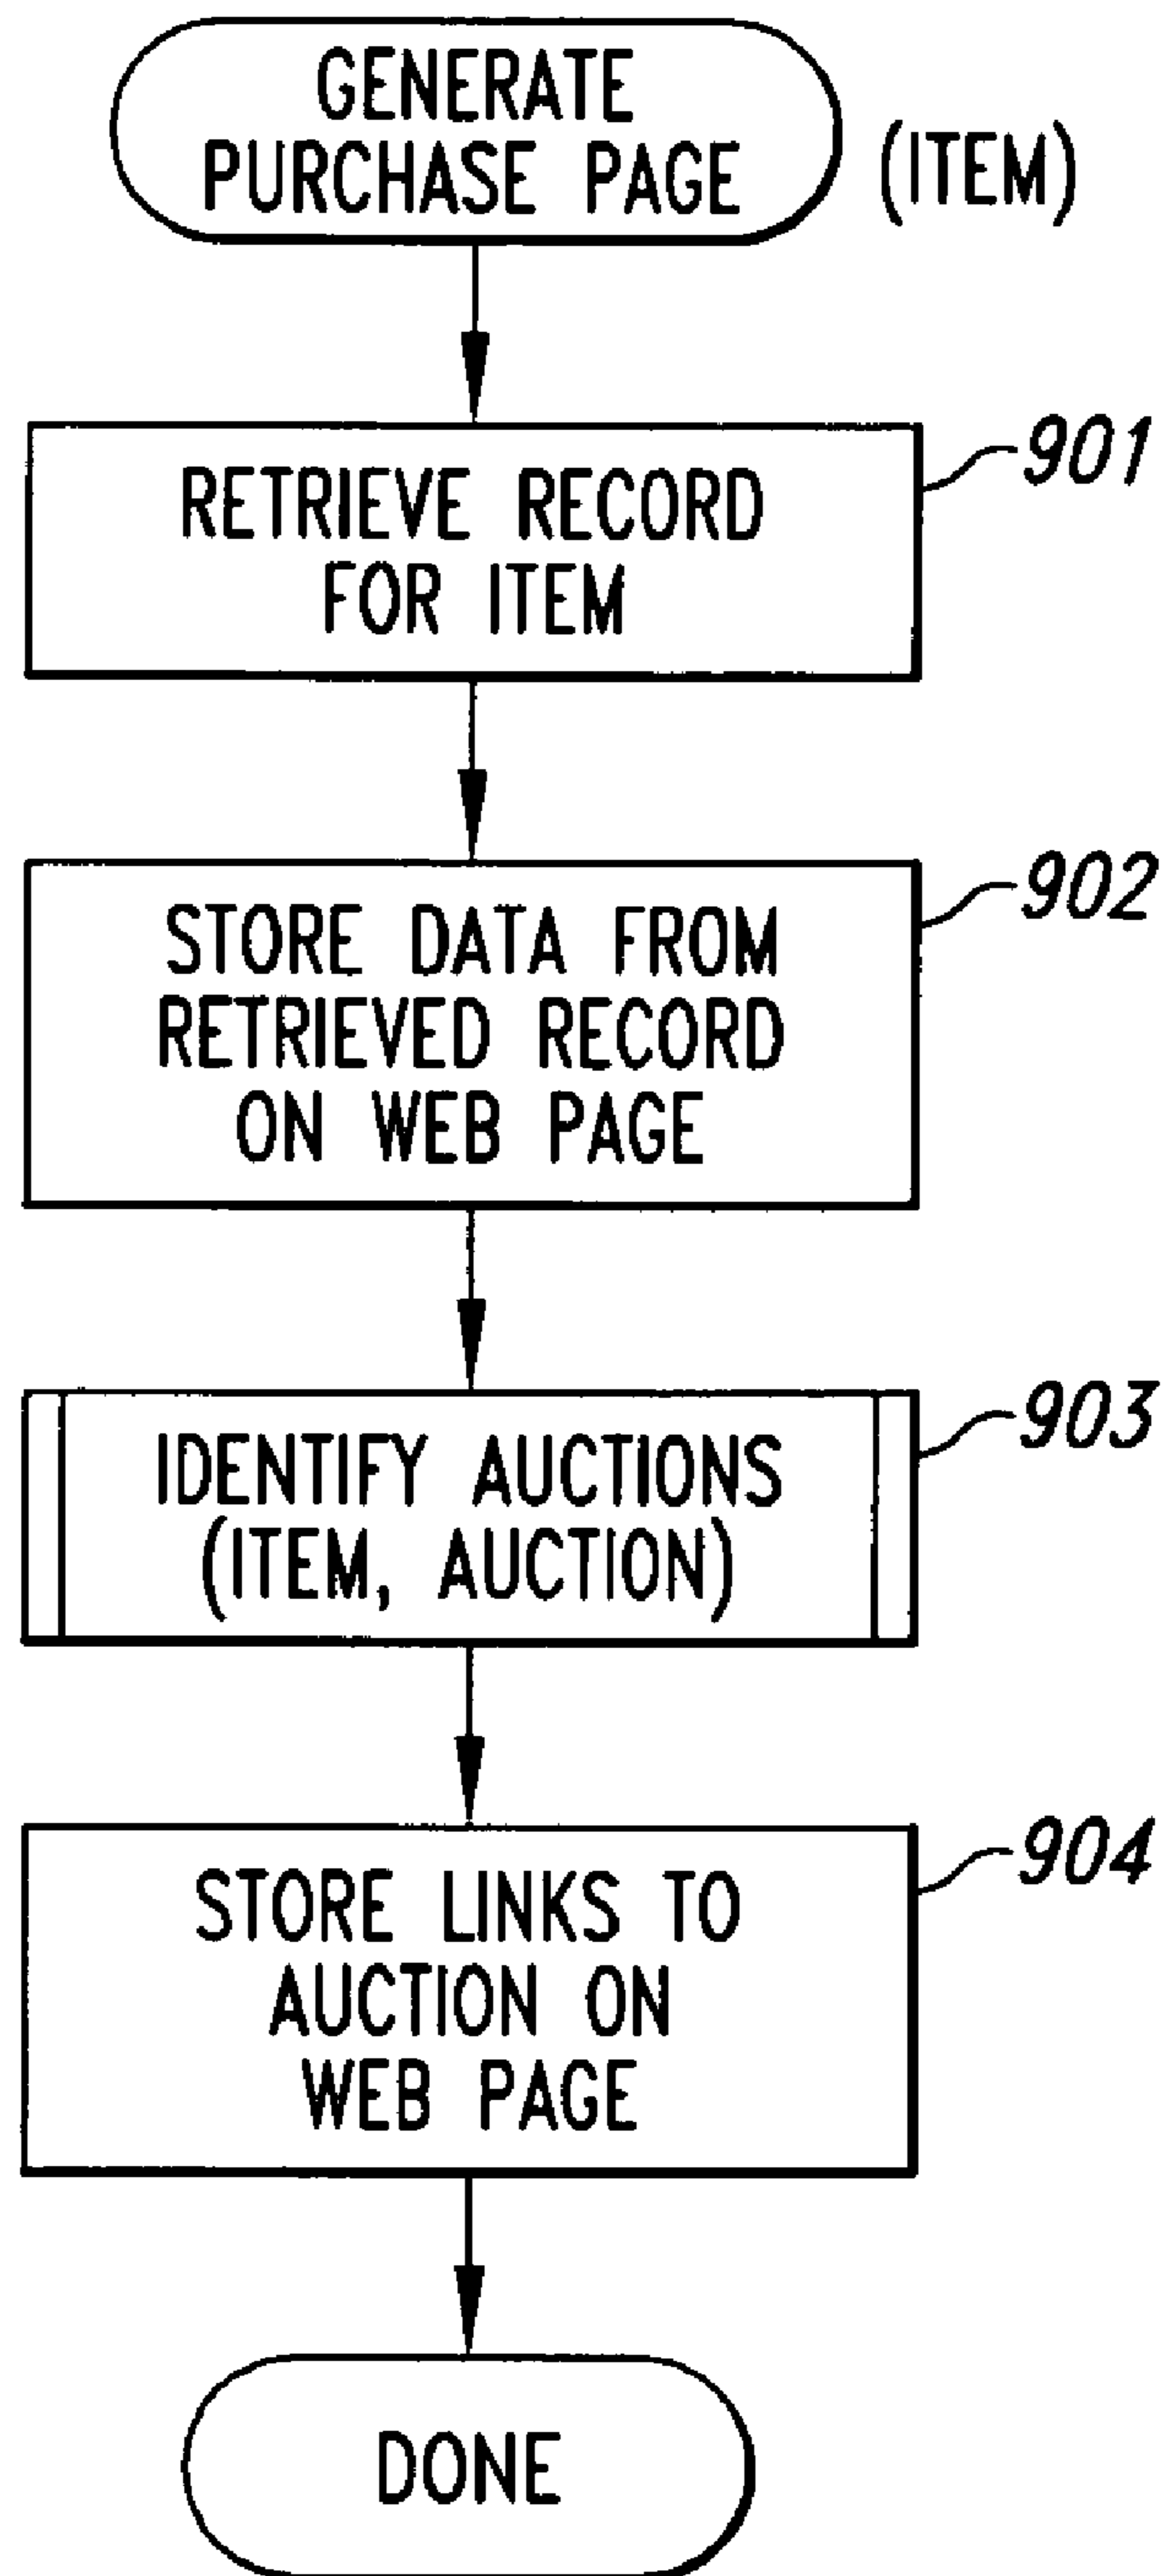 GENERATE
PURCHASE PAGE
(ITEM)
RETRIEVE RECORD
FOR ITEM
901
STORE DATA FROM
RETRIEVED RECORD
ON WEB PAGE
902
IDENTIFY AUCTIONS
(ITEM, AUCTION)
903
STORE LINKS TO
AUCTION ON
WEB PAGE
904
DONE